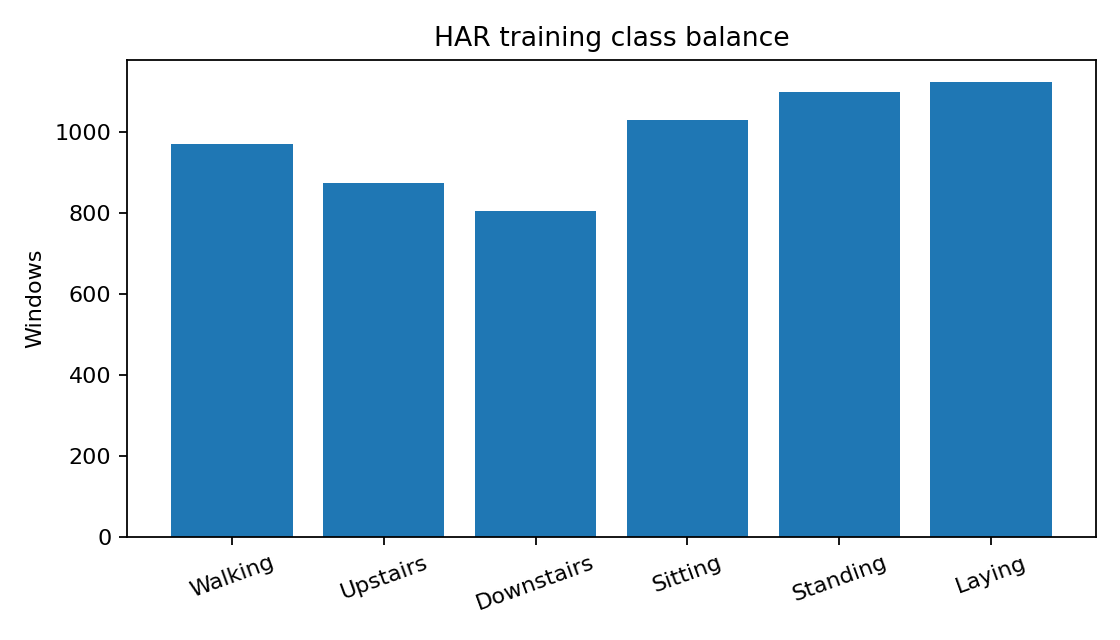 HAR training class balance
Windows
1000
800
600
400
200
0
Walking
Upstairs
Downstairs
Sitting
Standing
Laying